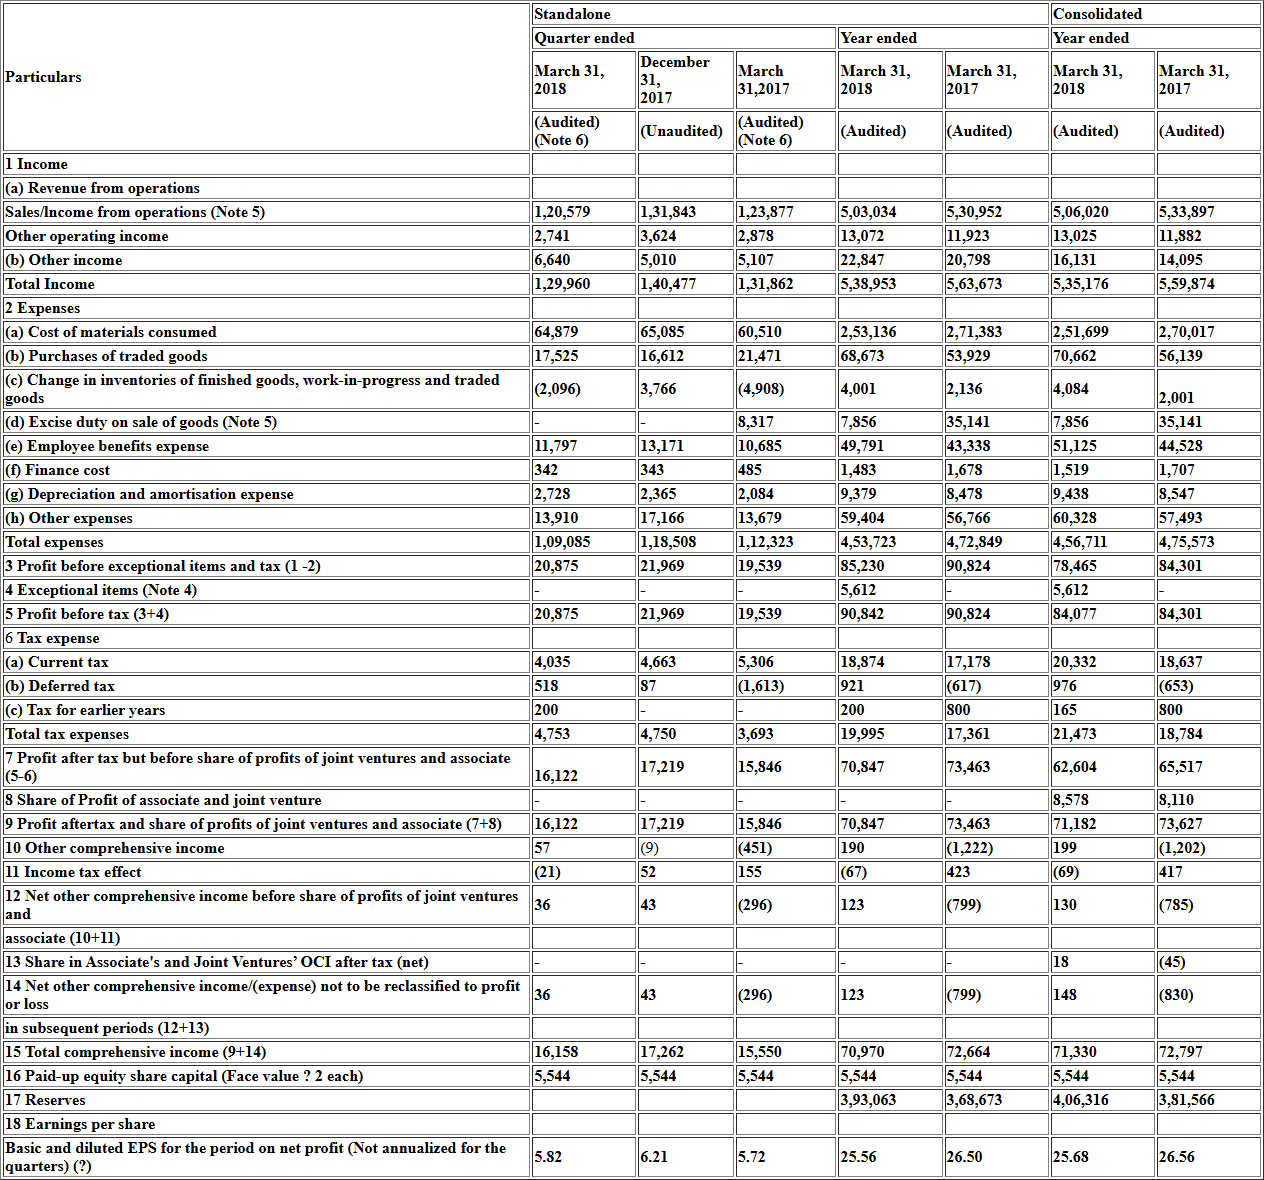 Particulars Standalone Consolidated
Quarter ended Year ended Year ended
March 31, 2018 December 31, 2017 March 31,2017 March 31, 2018 March 31, 2017 March 31, 2018 March 31, 2017
(Audited) (Note 6) (Unaudited) (Audited) (Note 6) (Audited) (Audited) (Audited) (Audited)
1 Income
(a) Revenue from operations
Sales/Income from operations (Note 5) 1,20,579 1,31,843 1,23,877 5,03,034 5,30,952 5,06,020 5,33,897
Other operating income 2,741 3,624 2,878 13,072 11,923 13,025 11,882
(b) Other income 6,640 5,010 5,107 22,847 20,798 16,131 14,095
Total Income 1,29,960 1,40,477 1,31,862 5,38,953 5,63,673 5,35,176 5,59,874
2 Expenses
(a) Cost of materials consumed 64,879 65,085 60,510 2,53,136 2,71,383 2,51,699 2,70,017
(b) Purchases of traded goods 17,525 16,612 21,471 68,673 53,929 70,662 56,139
(c) Change in inventories of finished goods, work-in-progress and traded
goods (2,096) 3,766 (4,908) 4,001 2,136 4,084 2,001
(d) Excise duty on sale of goods (Note 5) - - 8,317 7,856 35,141 7,856 35,141
(e) Employee benefits expense 11,797 13,171 10,685 49,791 43,338 51,125 44,528
(f) Finance cost 342 343 485 1,483 1,678 1,519 1,707
(g) Depreciation and amortisation expense 2,728 2,365 2,084 9,379 8,478 9,438 8,547
(h) Other expenses 13,910 17,166 13,679 59,404 56,766 60,328 57,493
Total expenses 1,09,085 1,18,508 1,12,323 4,53,723 4,72,849 4,56,711 4,75,573
3 Profit before exceptional items and tax (1 -2) 20,875 21,969 19,539 85,230 90,824 78,465 84,301
4 Exceptional items (Note 4) - - - 5,612 - 5,612 -
5 Profit before tax (3+4) 20,875 21,969 19,539 90,842 90,824 84,077 84,301
6 Tax expense
(a) Current tax 4,035 4,663 5,306 18,874 17,178 20,332 18,637
(b) Deferred tax 518 87 (1,613) 921 (617) 976 (653)
(c) Tax for earlier years 200 - - 200 800 165 800
Total tax expenses 4,753 4,750 3,693 19,995 17,361 21,473 18,784
7 Profit after tax but before share of profits of joint ventures and associate
(5-6) 16,122 17,219 15,846 70,847 73,463 62,604 65,517
8 Share of Profit of associate and joint venture - - - - - 8,578 8,110
9 Profit aftertax and share of profits of joint ventures and associate (7+8) 16,122 17,219 15,846 70,847 73,463 71,182 73,627
10 Other comprehensive income 57 (9) (451) 190 (1,222) 199 (1,202)
11 Income tax effect (21) 52 155 (67) 423 (69) 417
12 Net other comprehensive income before share of profits of joint ventures
and 36 43 (296) 123 (799) 130 (785)
associate (10+11)
13 Share in Associate's and Joint Ventures’ OCI after tax (net) - - - - - 18 (45)
14 Net other comprehensive income/(expense) not to be reclassified to profit
or loss 36 43 (296) 123 (799) 148 (830)
in subsequent periods (12+13)
15 Total comprehensive income (9+14) 16,158 17,262 15,550 70,970 72,664 71,330 72,797
16 Paid-up equity share capital (Face value ? 2 each) 5,544 5,544 5,544 5,544 5,544 5,544 5,544
17 Reserves 3,93,063 3,68,673 4,06,316 3,81,566
18 Earnings per share
Basic and diluted EPS for the period on net profit (Not annualized for the
quarters) (?) 5.82 6.21 5.72 25.56 26.50 25.68 26.56